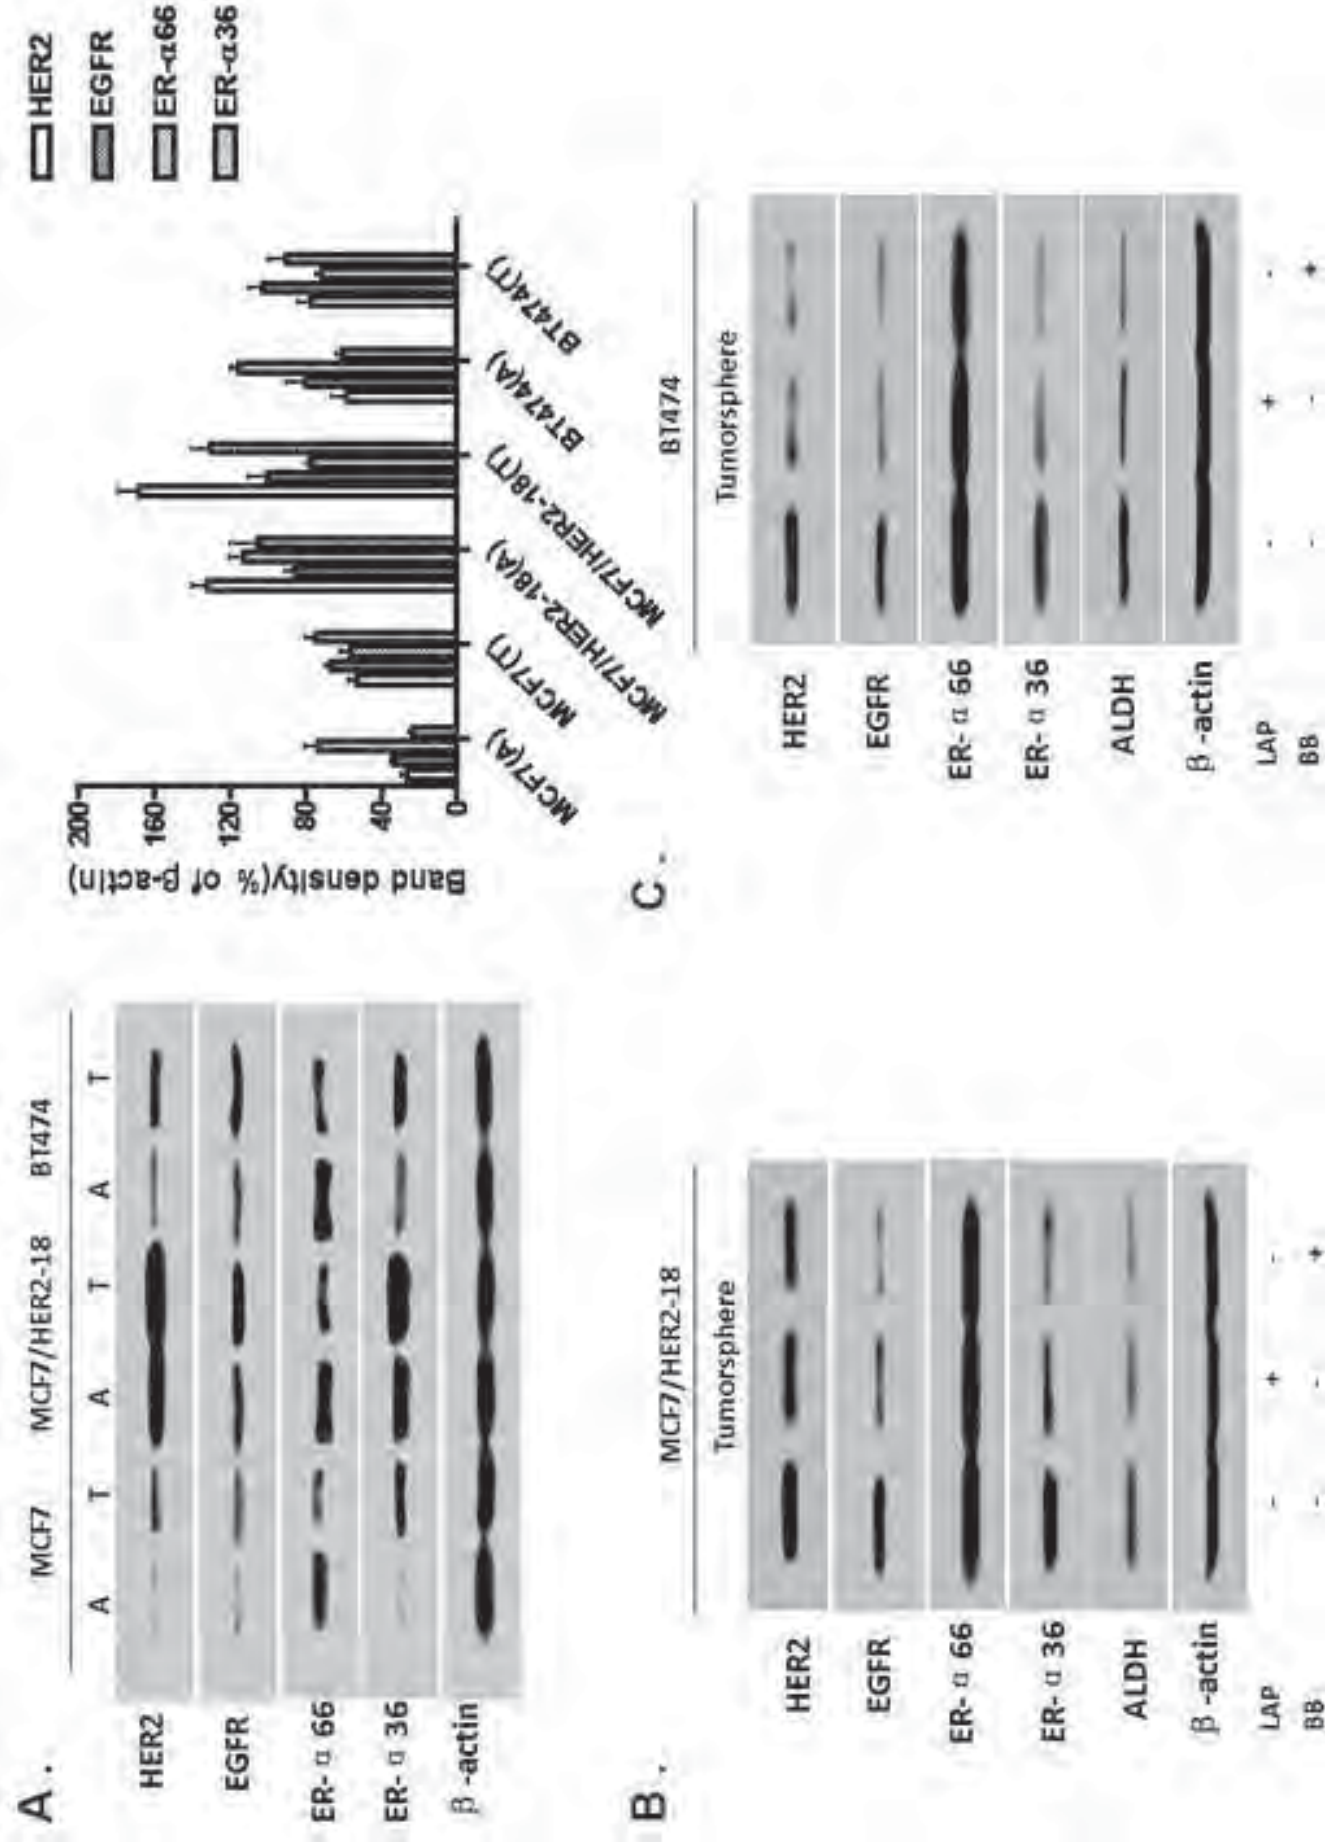 A.
MCF7 MCF7/HER2-18 BT474
A T A T A T
HER2
EGFR
ER-α 66
ER-α 36
β -actin
Band density(% of β-actin)
200
160
120
80
40
0
MCF7(A)
MCF7(T)
MCF7/HER2-18(A)
MCF7/HER2-18(T)
BT474(A)
BT474(T)
HER2
EGFR
ER-α66
ER-α36
B.
MCF7/HER2-18
Tumorsphere
HER2
EGFR
ER- α 66
ER- α 36
ALDH
β -actin
LAP - + -
BB - - +
C.
BT474
Tumorsphere
HER2
EGFR
ER- α 66
ER- α 36
ALDH
β -actin
LAP - + -
BB - - +